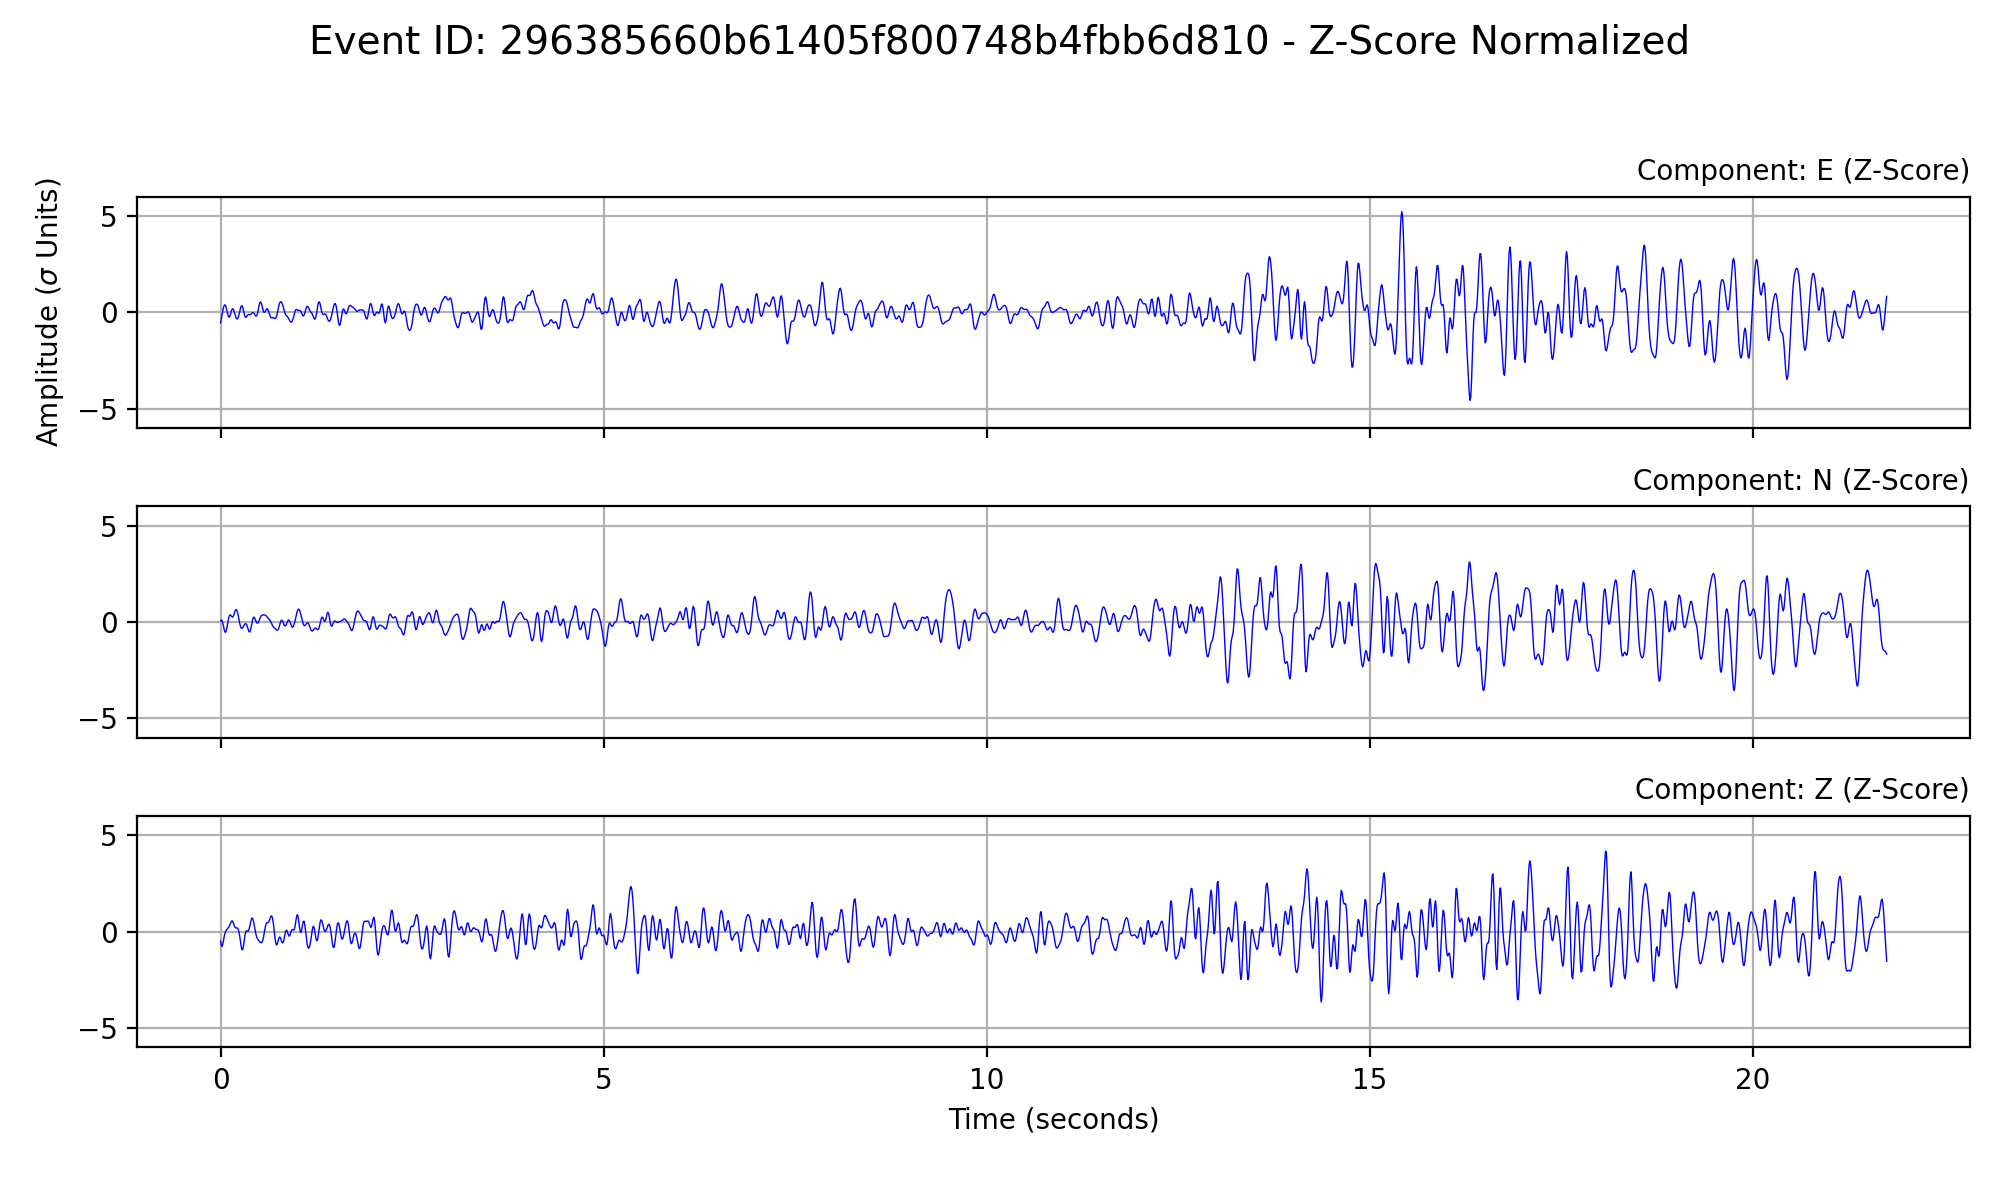 Event ID: 296385660b61405f800748b4fbb6d810 - Z-Score Normalized
Component: E (Z-Score)
Amplitude (σ Units)
5
0
−5
Component: N (Z-Score)
5
0
−5
Component: Z (Z-Score)
5
0
−5
0 5 10 15 20
Time (seconds)